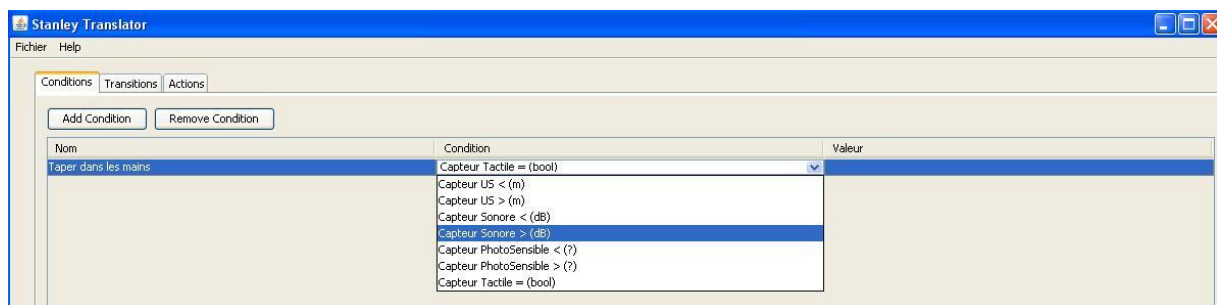 Stanley Translator
Fichier Help
Conditions Transitions Actions
Add Condition Remove Condition
Nom Condition Valeur
Taper dans les mains Capteur Tactile = (bool)
Capteur US < (m)
Capteur US > (m)
Capteur Sonore < (dB)
Capteur Sonore > (dB)
Capteur PhotoSensible < (?)
Capteur PhotoSensible > (?)
Capteur Tactile = (bool)